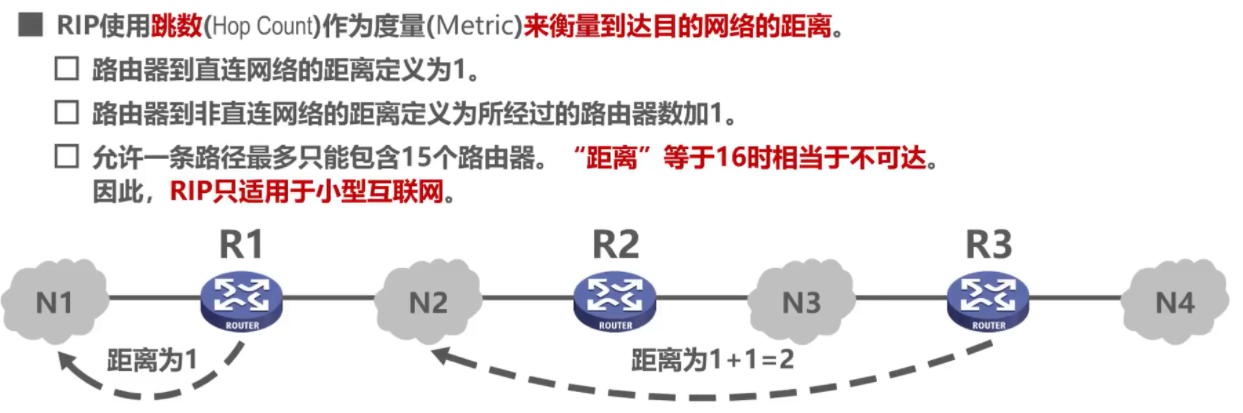 RIP使用跳数(Hop Count)作为度量(Metric)来衡量到达目的网络的距离。
路由器到直连网络的距离定义为1。
路由器到非直连网络的距离定义为所经过的路由器数加1。
允许一条路径最多只能包含15个路由器。“距离”等于16时相当于不可达。
因此，RIP只适用于小型互联网。
R1 R2 R3
N1 N2 N3 N4
ROUTER ROUTER ROUTER
距离为1 距离为1+1=2